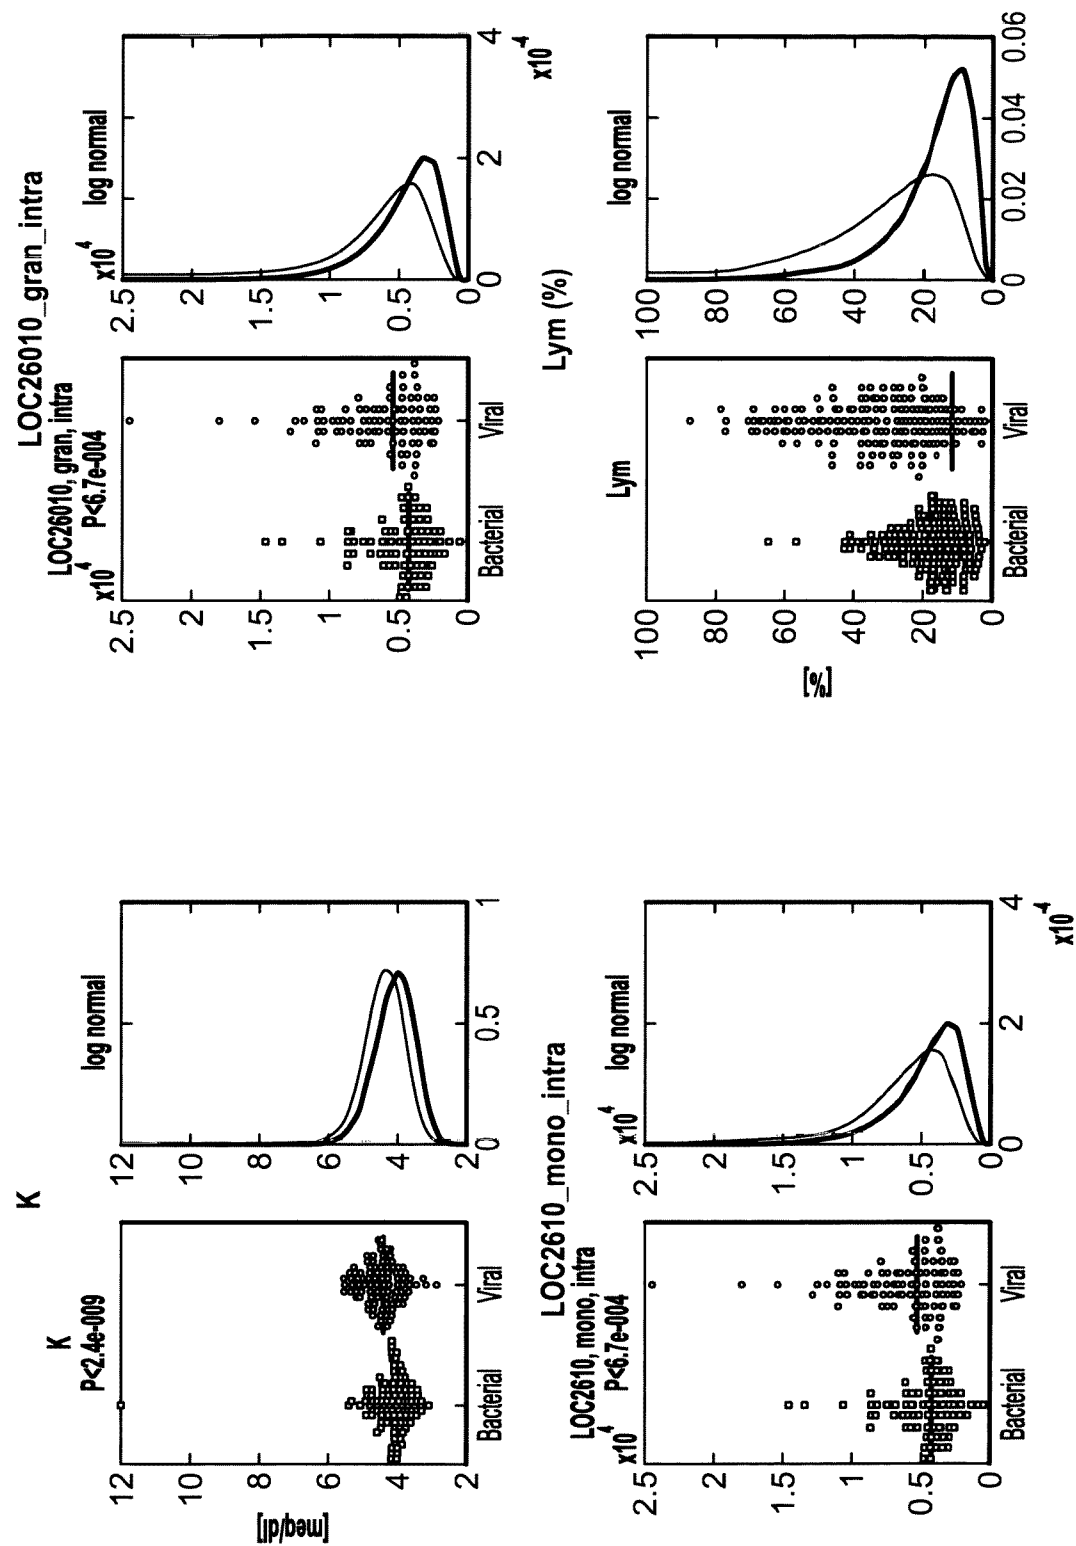 K
K
P<2.4e-009
log normal
[meq/dl]
12
10
8
6
4
2
Bacterial
Viral
12
10
8
6
4
2
0
0.5
1
LOC26010_gran_intra
LOC26010, gran, intra
x10^4
P<6.7e-004
x10^4
log normal
2.5
2
1.5
1
0.5
0
Bacterial
Viral
2.5
2
1.5
1
0.5
0
0
2
4
x10^-4
LOC2610_mono_intra
LOC2610, mono, intra
x10^4
P<6.7e-004
x10^4
log normal
2.5
2
1.5
1
0.5
0
Bacterial
Viral
2.5
2
1.5
1
0.5
0
0
2
4
x10^-4
Lym (%)
Lym
log normal
[%]
100
80
60
40
20
0
Bacterial
Viral
100
80
60
40
20
0
0
0.02
0.04
0.06